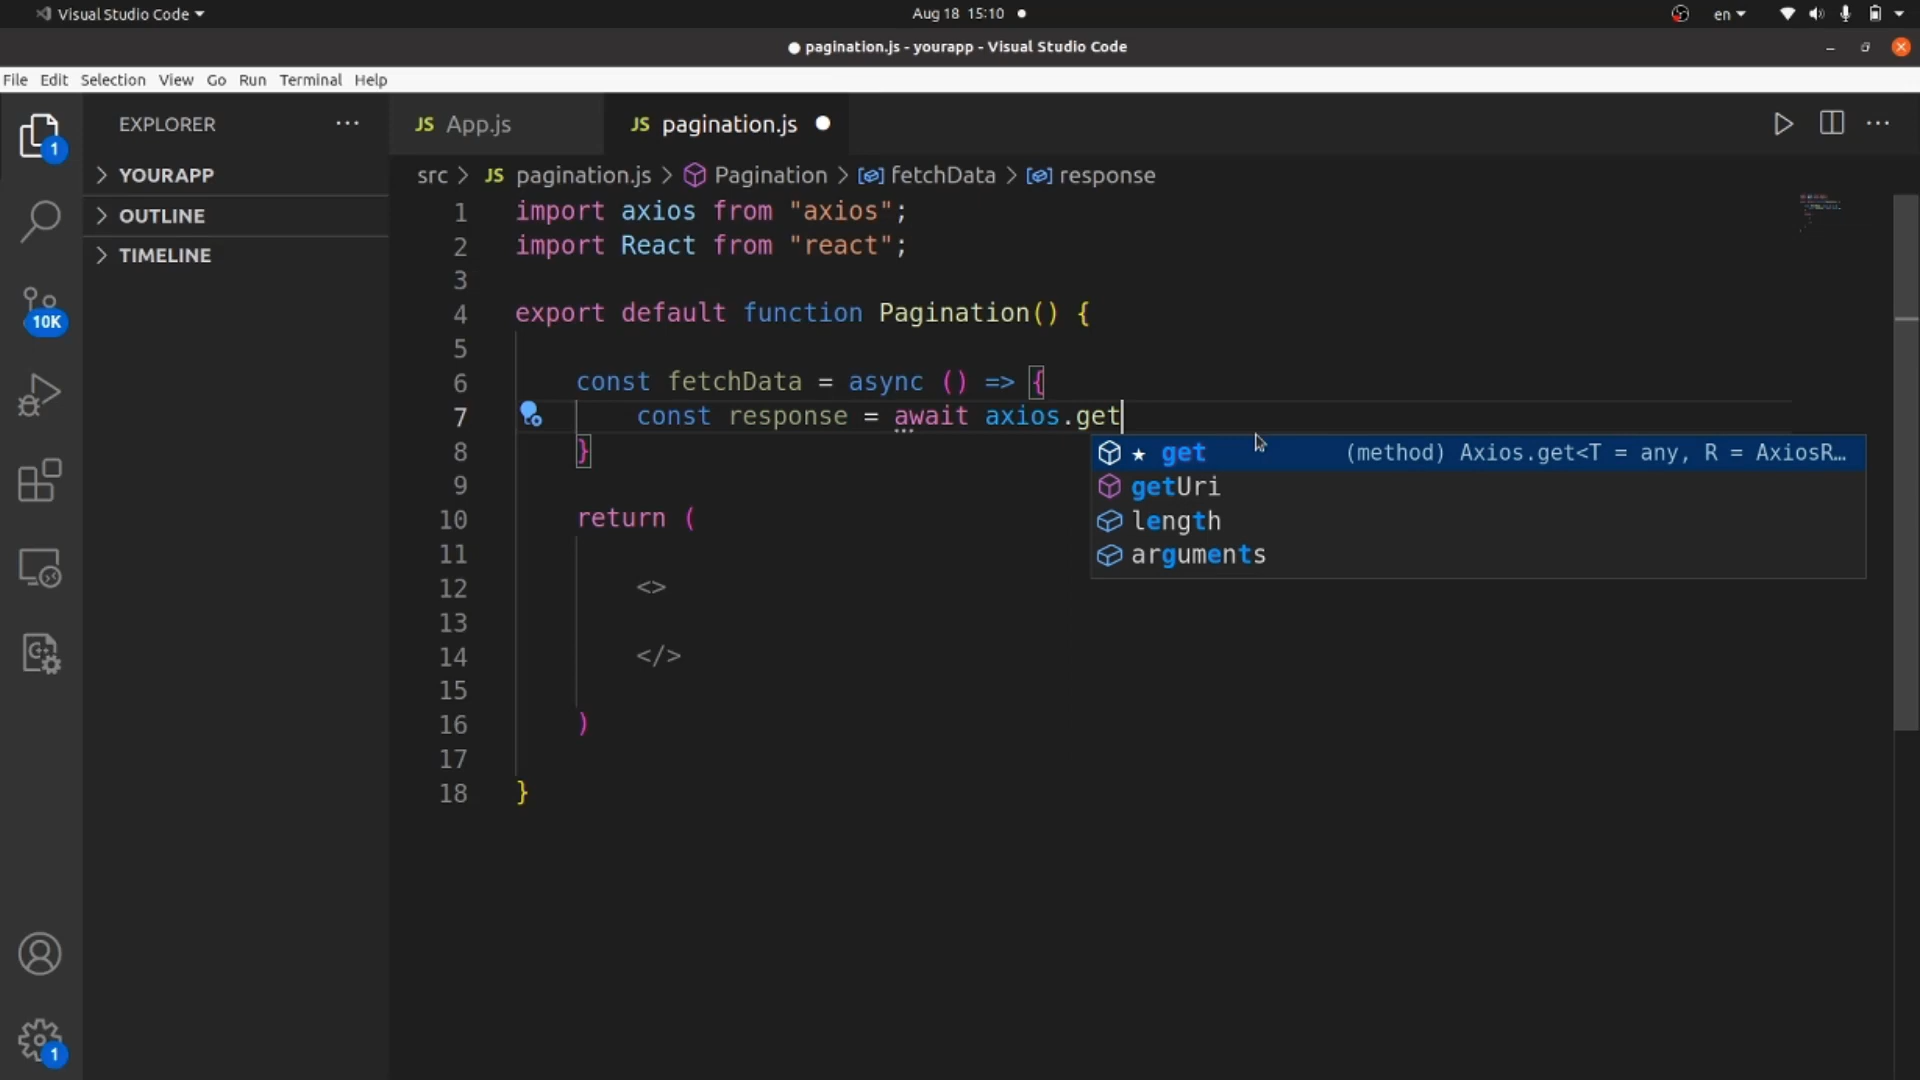 Visual Studio Code
Aug 18 15:10
en
pagination.js - yourapp - Visual Studio Code
File Edit Selection View Go Run Terminal Help
EXPLORER
YOURAPP
OUTLINE
TIMELINE
1
10K
1
JS App.js
JS pagination.js
src > JS pagination.js > Pagination > fetchData > response
1 import axios from "axios";
2 import React from "react";
3
4 export default function Pagination() {
5
6 const fetchData = async () => {
7 const response = await axios.get
8 }
9
10 return (
11
12 <>
13
14 </>
15
16 )
17
18 }
get (method) Axios.get<T = any, R = AxiosR…
getUri
length
arguments